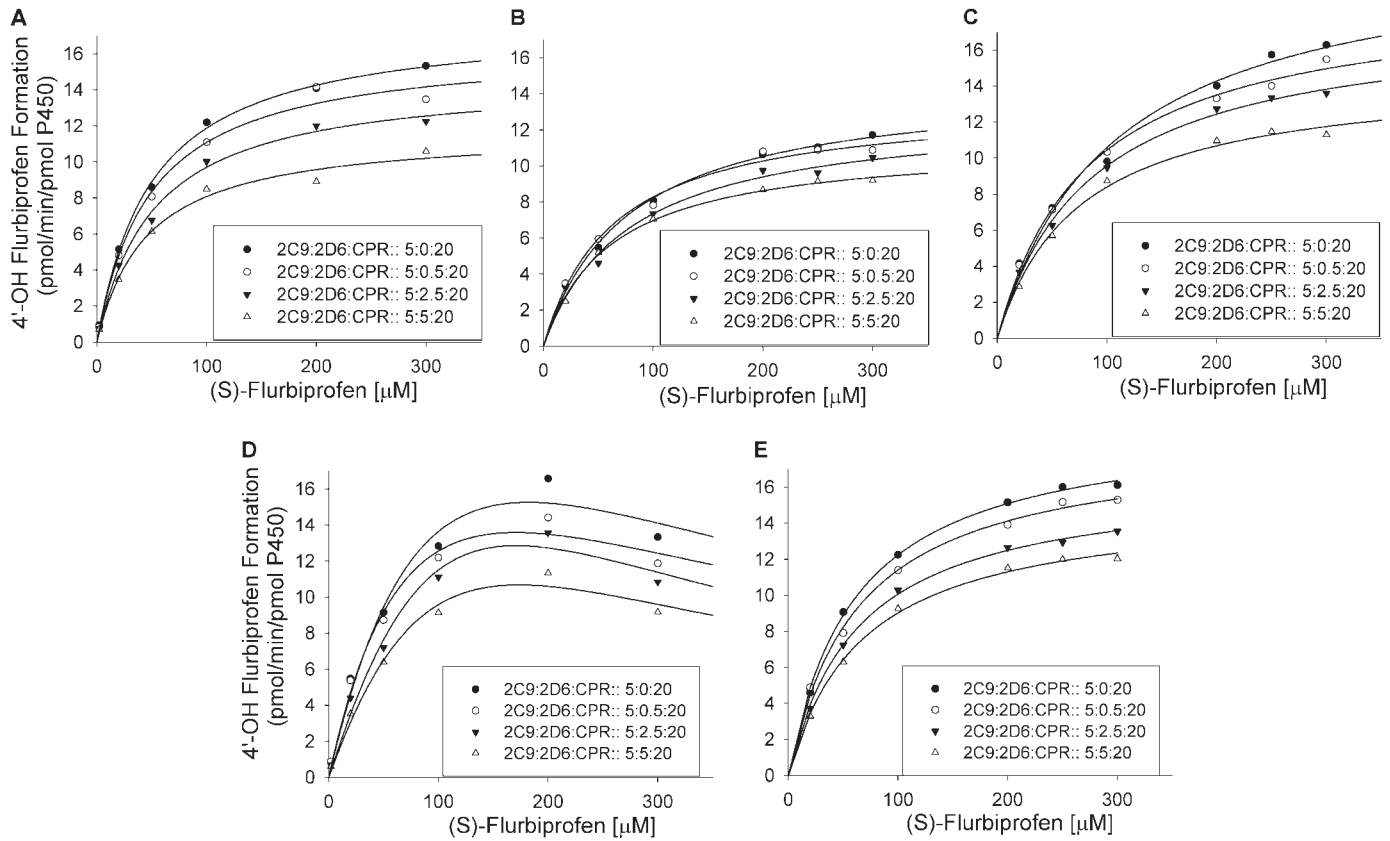 A
4'-OH Flurbiprofen Formation
(pmol/min/pmol P450)
16
14
12
10
8
6
4
2
0
2C9:2D6:CPR:: 5:0:20
2C9:2D6:CPR:: 5:0.5:20
2C9:2D6:CPR:: 5:2.5:20
2C9:2D6:CPR:: 5:5:20
0 100 200 300
(S)-Flurbiprofen [μM]
B
16
14
12
10
8
6
4
2
0
2C9:2D6:CPR:: 5:0:20
2C9:2D6:CPR:: 5:0.5:20
2C9:2D6:CPR:: 5:2.5:20
2C9:2D6:CPR:: 5:5:20
0 100 200 300
(S)-Flurbiprofen [μM]
C
16
14
12
10
8
6
4
2
0
2C9:2D6:CPR:: 5:0:20
2C9:2D6:CPR:: 5:0.5:20
2C9:2D6:CPR:: 5:2.5:20
2C9:2D6:CPR:: 5:5:20
0 100 200 300
(S)-Flurbiprofen [μM]
D
4'-OH Flurbiprofen Formation
(pmol/min/pmol P450)
16
14
12
10
8
6
4
2
0
2C9:2D6:CPR:: 5:0:20
2C9:2D6:CPR:: 5:0.5:20
2C9:2D6:CPR:: 5:2.5:20
2C9:2D6:CPR:: 5:5:20
0 100 200 300
(S)-Flurbiprofen [μM]
E
16
14
12
10
8
6
4
2
0
2C9:2D6:CPR:: 5:0:20
2C9:2D6:CPR:: 5:0.5:20
2C9:2D6:CPR:: 5:2.5:20
2C9:2D6:CPR:: 5:5:20
0 100 200 300
(S)-Flurbiprofen [μM]